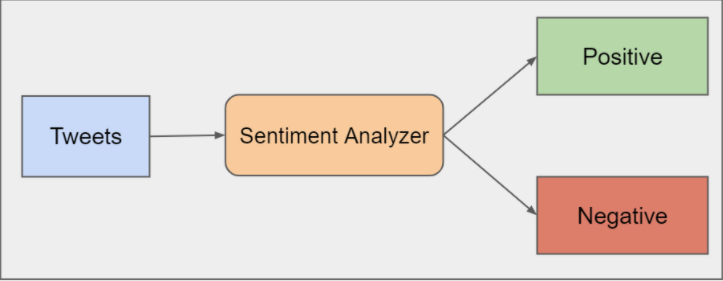 Tweets
Sentiment Analyzer
Positive
Negative